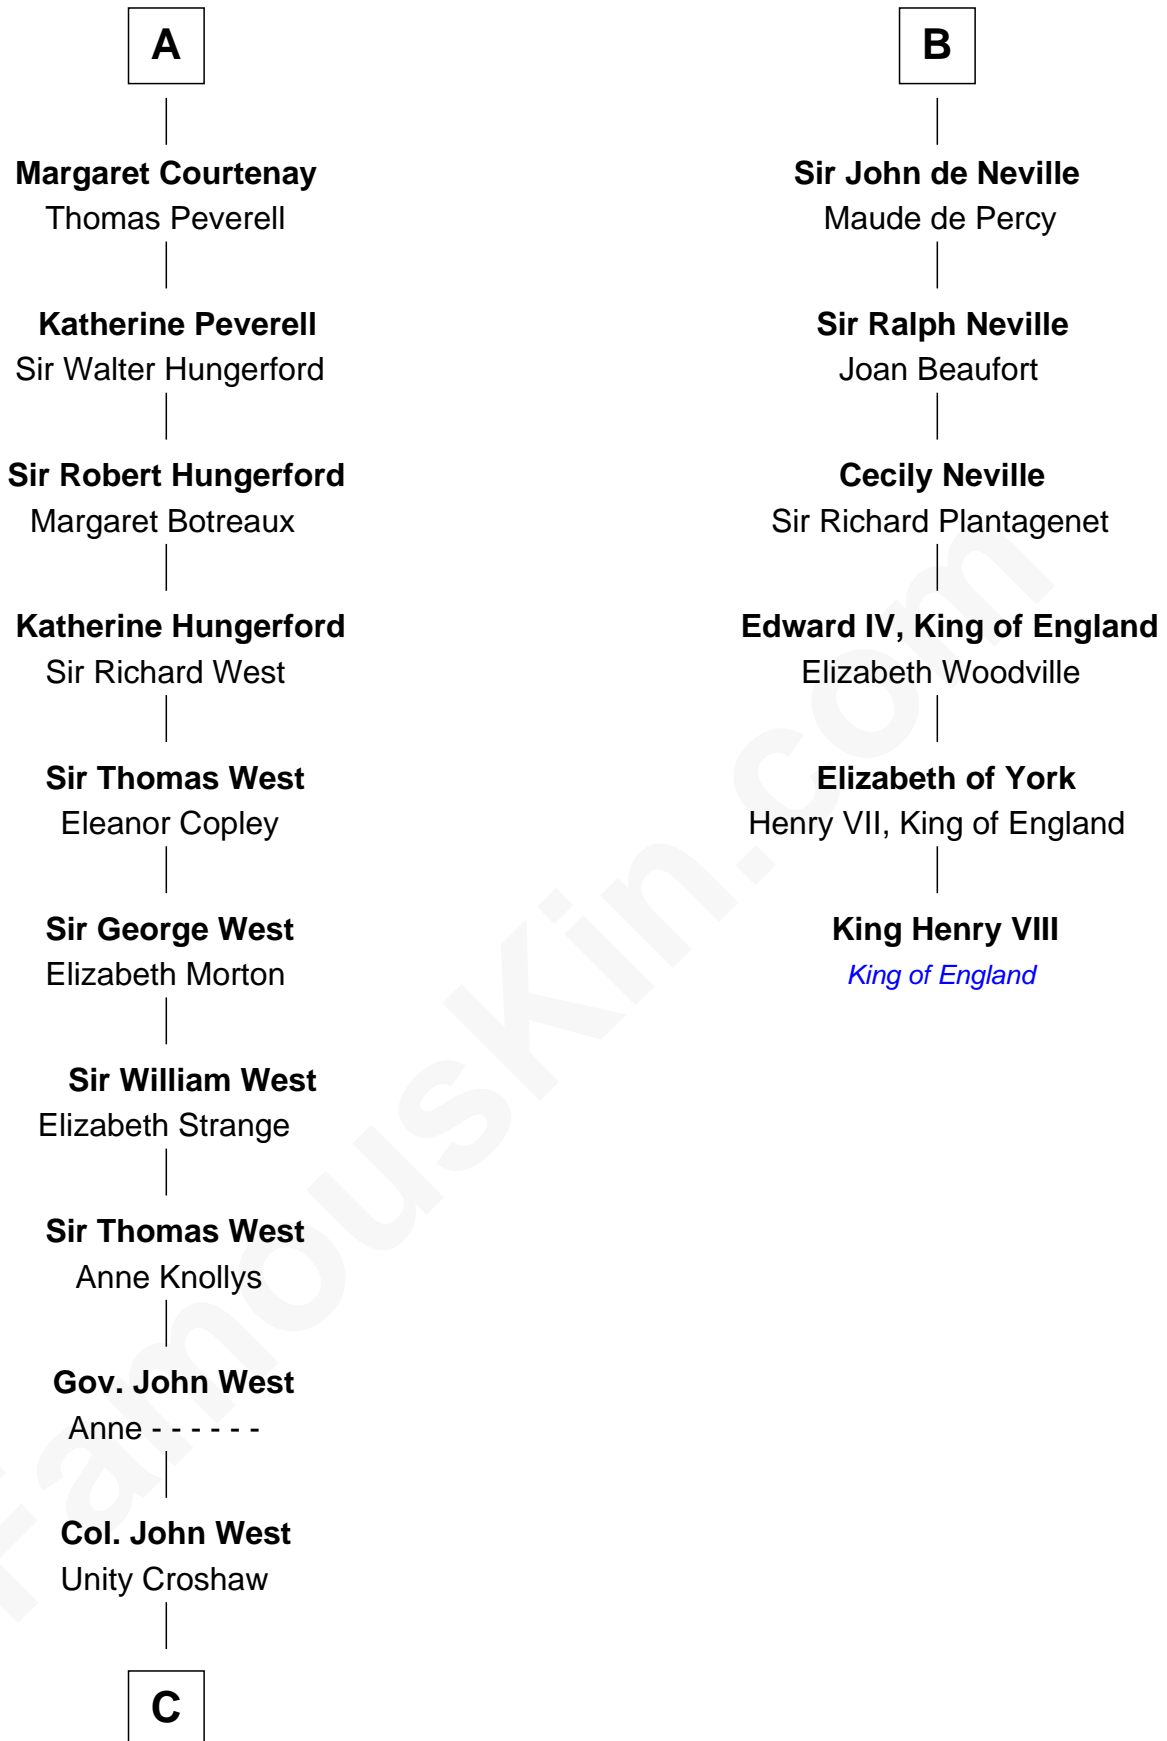 A
Margaret Courtenay
Thomas Peverell
Katherine Peverell
Sir Walter Hungerford
Sir Robert Hungerford
Margaret Botreaux
Katherine Hungerford
Sir Richard West
Sir Thomas West
Eleanor Copley
Sir George West
Elizabeth Morton
Sir William West
Elizabeth Strange
Sir Thomas West
Anne Knollys
Gov. John West
Anne - - - - - -
Col. John West
Unity Croshaw
C
B
Sir John de Neville
Maude de Percy
Sir Ralph Neville
Joan Beaufort
Cecily Neville
Sir Richard Plantagenet
Edward IV, King of England
Elizabeth Woodville
Elizabeth of York
Henry VII, King of England
King Henry VIII
King of England
FamousKin.com